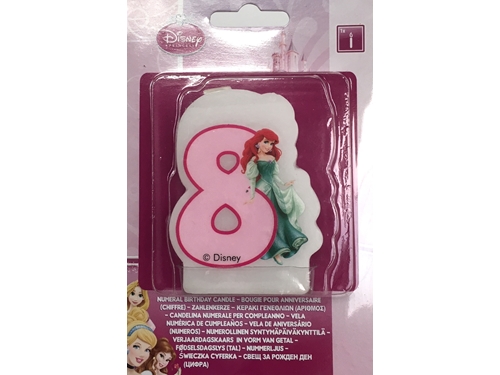 Disney
PRINCESS
1x
8
© Disney
NUMERAL BIRTHDAY CANDLE - BOUGIE POUR ANNIVERSAIRE
(CHIFFRE) - ZAHLENKERZE - ΚΕΡΑΚΙ ΓΕΝΕΘΛΙΩΝ (ΑΡΙΘΜΟΣ)
- CANDELINA NUMERALE PER COMPLEANNO - VELA
NUMÉRICA DE CUMPLEAÑOS - VELA DE ANIVERSÁRIO
(NUMEROS) - NUMEROLLINEN SYNTYMÄPÄIVÄKYNTTILÄ -
VERJAARDAGSKAARS IN VORM VAN GETAL -
FØDSELSDAGSLYS (TAL) - NUMMERLJUS -
ŚWIECZKA CYFERKA - СВЕЩ ЗА РОЖДЕН ДЕН
(ЦИФРА)